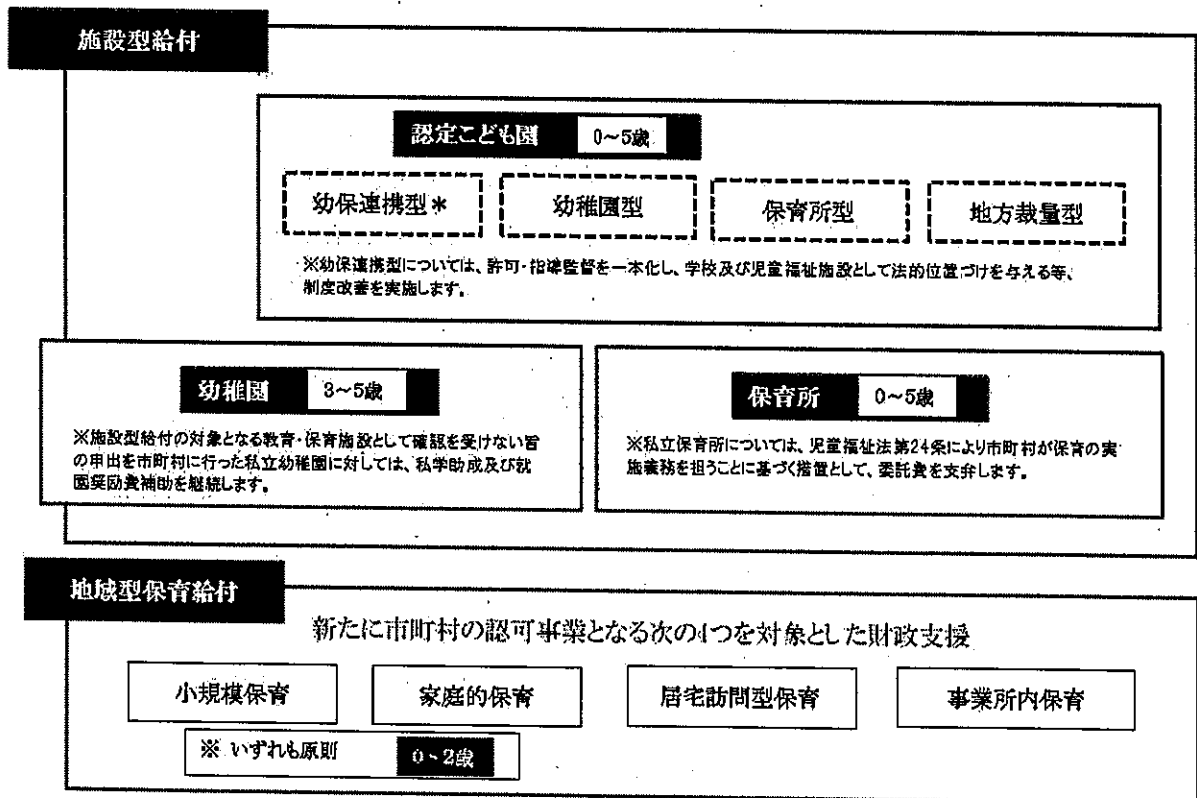 施設型給付
認定こども園 0～5歳
幼保連携型＊ 幼稚園型 保育所型 地方裁量型
※幼保連携型については、許可・指導監督を一本化し、学校及び児童福祉施設として法的位置づけを与える等、
制度改善を実施します。
幼稚園 3～5歳
※施設型給付の対象となる教育・保育施設として確認を受けない旨
の申出を市町村に行った私立幼稚園に対しては、私学助成及び就
園奨励費補助を継続します。
保育所 0～5歳
※私立保育所については、児童福祉法第24条により市町村が保育の実
施義務を担うことに基づく措置として、委託費を支弁します。
地域型保育給付
新たに市町村の認可事業となる次の4つを対象とした財政支援
小規模保育 家庭的保育 居宅訪問型保育 事業所内保育
※ いずれも原則 0～2歳